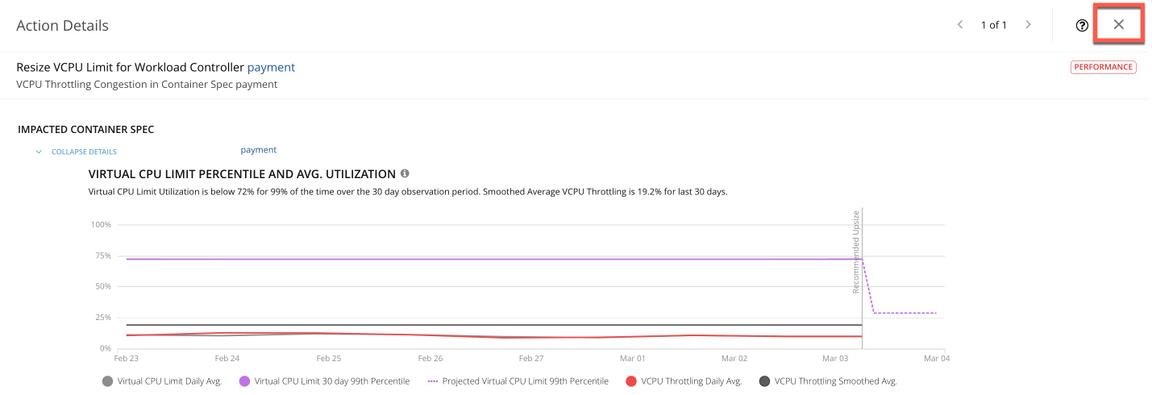 Action Details
1 of 1
Resize VCPU Limit for Workload Controller payment
PERFORMANCE
VCPU Throttling Congestion in Container Spec payment
IMPACTED CONTAINER SPEC
COLLAPSE DETAILS
payment
VIRTUAL CPU LIMIT PERCENTILE AND AVG. UTILIZATION
Virtual CPU Limit Utilization is below 72% for 99% of the time over the 30 day observation period. Smoothed Average VCPU Throttling is 19.2% for last 30 days.
100%
75%
50%
25%
0%
Recommended Upsize
Feb 23 Feb 24 Feb 25 Feb 26 Feb 27 Mar 01 Mar 02 Mar 03 Mar 04
Virtual CPU Limit Daily Avg. Virtual CPU Limit 30 day 99th Percentile Projected Virtual CPU Limit 99th Percentile VCPU Throttling Daily Avg. VCPU Throttling Smoothed Avg.